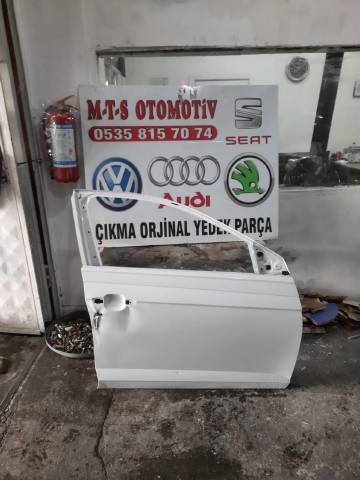 M-T-S OTOMOTİV
0535 815 70 74
SEAT
Audi
ÇIKMA ORJİNAL YEDEK PARÇA